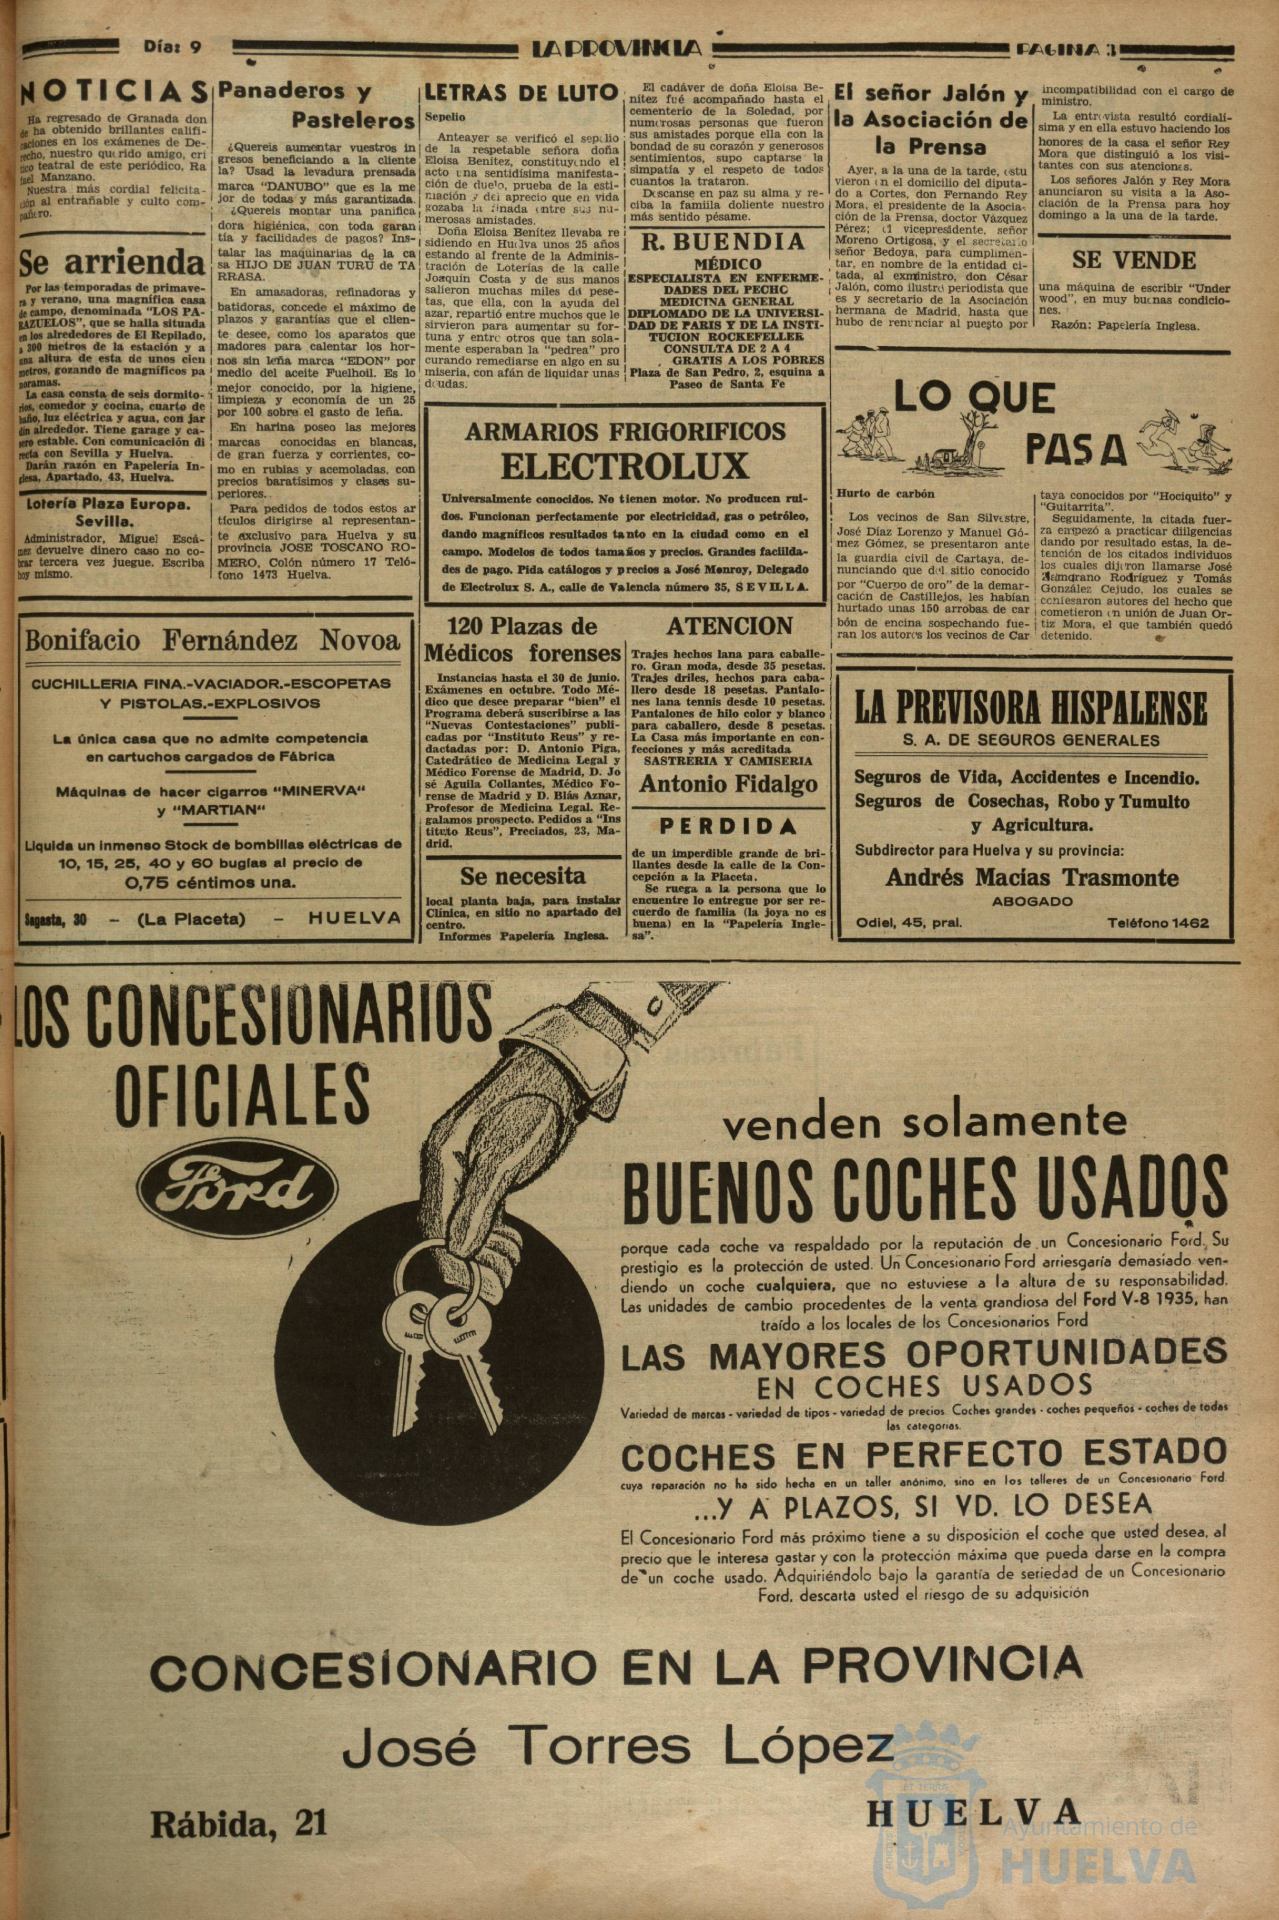 Día: 9
LA PROVINCIA
PAGINA 3
NOTICIAS
Ha regresado de Granada don
de ha obtenido brillantes califi-
caciones en los exámenes de De-
recho, nuestro querido amigo, crí
tico teatral de este periódico, Ra
fael Manzano.
Nuestra más cordial felicita-
ción al entrañable y culto com-
pañero.
Se arrienda
Por las temporadas de primave-
ra y verano, una magnífica casa
de campo, denominada "LOS PA-
RAZUELOS", que se halla situada
en los alrededores de El Repilado,
a 300 metros de la estación y a
una altura de esta de unos cien
metros, gozando de magníficos pa
noramas.
La casa consta de seis dormito-
rios, comedor y cocina, cuarto de
baño, luz eléctrica y agua, con jar
dín alrededor. Tiene garage y ca-
sero estable. Con comunicación di
recta con Sevilla y Huelva.
Darán razón en Papelería In-
glesa, Apartado, 43, Huelva.
Lotería Plaza Europa.
Sevilla.
Administrador, Miguel Escá-
mez devuelve dinero caso no co-
brar tercera vez juegue. Escriba
hoy mismo.
Panaderos y
Pasteleros
¿Quereis aumentar vuestros in
gresos beneficiando a la cliente
la? Usad la levadura prensada
marca "DANUBO" que es la me
jor de todas y más garantizada.
¿Quereis montar una panifica
dora higiénica, con toda garan
tía y facilidades de pagos? Ins-
talar las maquinarias de la ca
sa HIJO DE JUAN TURU de TA
RRASA.
En amasadoras, refinadoras y
batidoras, concede el máximo de
plazos y garantías que el clien-
te desee, como los aparatos que
madores para calentar los hor-
nos sin leña marca "EDON" por
medio del aceite Fuelhoil. Es lo
mejor conocido, por la higiene,
limpieza y economía de un 25
por 100 sobre el gasto de leña.
En harina poseo las mejores
marcas conocidas en blancas,
de gran fuerza y corrientes, co-
mo en rubias y acemoladas, con
precios baratísimos y clases su-
periores.
Para pedidos de todos estos ar
tículos dirigirse al representan-
te exclusivo para Huelva y su
provincia JOSE TOSCANO RO-
MERO, Colón número 17 Telé-
fono 1473 Huelva.
LETRAS DE LUTO
Sepelio
Anteayer se verificó el sepelio
de la respetable señora doña
Eloisa Benítez, constituyendo el
acto una sentidísima manifesta-
ción de duelo, prueba de la esti-
mación y del aprecio que en vida
gozaba la finada entre sus nu-
merosas amistades.
Doña Eloisa Benítez llevaba re
sidiendo en Huelva unos 25 años
estando al frente de la Adminis-
tración de Loterías de la calle
Joaquín Costa y de sus manos
salieron muchas miles de pese-
tas, que ella, con la ayuda del
azar, repartió entre muchos que le
sirvieron para aumentar su for-
tuna y entre otros que tan sola-
mente esperaban la "pedrea" pro
curando remediarse en algo en su
miseria, con afán de liquidar unas
deudas.
El cadáver de doña Eloisa Be-
nítez fué acompañado hasta el
cementerio de la Soledad, por
numerosas personas que fueron
sus amistades porque ella con la
bondad de su corazón y generosos
sentimientos, supo captarse la
simpatía y el respeto de todos
cuantos la trataron.
Descanse en paz su alma y re-
ciba la familia doliente nuestro
más sentido pésame.
R. BUENDIA
MÉDICO
ESPECIALISTA EN ENFERME-
DADES DEL PECHO
MEDICINA GENERAL
DIPLOMADO DE LA UNIVERSI-
DAD DE PARIS Y DE LA INSTI-
TUCION ROCKEFELLER
CONSULTA DE 2 A 4
GRATIS A LOS POBRES
Plaza de San Pedro, 2, esquina a
Paseo de Santa Fe
El señor Jalón y
la Asociación de
la Prensa
Ayer, a la una de la tarde, estu
vieron en el domicilio del diputa-
do a Cortes, don Fernando Rey
Mora, el presidente de la Asocia-
ción de la Prensa, doctor Vázquez
Pérez; el vicepresidente, señor
Moreno Ortigosa, y el secretario
señor Bedoya, para cumplimen-
tar, en nombre de la entidad ci-
tada, al exministro, don César
Jalón, como ilustre periodista que
es y secretario de la Asociación
hermana de Madrid, hasta que
hubo de renunciar al puesto por
incompatibilidad con el cargo de
ministro.
La entrevista resultó cordialí-
sima y en ella estuvo haciendo los
honores de la casa el señor Rey
Mora que distinguió a los visi-
tantes con sus atenciones.
Los señores Jalón y Rey Mora
anunciaron su visita a la Aso-
ciación de la Prensa para hoy
domingo a la una de la tarde.
SE VENDE
una máquina de escribir "Under
wood", en muy buenas condicio-
nes.
Razón: Papelería Inglesa.
ARMARIOS FRIGORIFICOS
ELECTROLUX
Universalmente conocidos. No tienen motor. No producen rui-
dos. Funcionan perfectamente por electricidad, gas o petróleo,
dando magníficos resultados tanto en la ciudad como en el
campo. Modelos de todos tamaños y precios. Grandes facilida-
des de pago. Pida catálogos y precios a José Monroy, Delegado
de Electrolux S. A., calle de Valencia número 35, SEVILLA.
LO QUE
PASA
Hurto de carbón
Los vecinos de San Silvestre,
José Díaz Lorenzo y Manuel Gó-
mez Gómez, se presentaron ante
la guardia civil de Cartaya, de-
nunciando que del sitio conocido
por "Cuerpo de oro" de la demar-
cación de Castillejos, les habían
hurtado unas 150 arrobas de car
bón de encina sospechando fue-
ran los autores los vecinos de Car
taya conocidos por "Hociquito" y
"Guitarrita".
Seguidamente, la citada fuer-
za empezó a practicar diligencias
dando por resultado estas, la de-
tención de los citados individuos
los cuales dijeron llamarse José
Rodríguez y Tomás
González Cejudo, los cuales se
confesaron autores del hecho que
cometieron en unión de Juan Or-
tiz Mora, el que también quedó
detenido.
Bonifacio Fernández Novoa
CUCHILLERIA FINA.-VACIADOR.-ESCOPETAS
Y PISTOLAS.-EXPLOSIVOS
La única casa que no admite competencia
en cartuchos cargados de Fábrica
Máquinas de hacer cigarros "MINERVA"
y "MARTIAN"
Liquida un inmenso Stock de bombillas eléctricas de
10, 15, 25, 40 y 60 bugías al precio de
0,75 céntimos una.
Sagasta, 30 - (La Placeta) - HUELVA
120 Plazas de
Médicos forenses
Instancias hasta el 30 de junio.
Exámenes en octubre. Todo Mé-
dico que desee preparar "bien" el
Programa deberá suscribirse a las
"Nuevas Contestaciones" publi-
cadas por "Instituto Reus" y re-
dactadas por: D. Antonio Piga,
Catedrático de Medicina Legal y
Médico Forense de Madrid, D. Jo
sé Aguila Collantes, Médico Fo-
rense de Madrid y D. Blás Aznar,
Profesor de Medicina Legal. Re-
galamos prospecto. Pedidos a "Ins
tituto Reus", Preciados, 23, Ma-
drid.
Se necesita
local planta baja, para instalar
Clínica, en sitio no apartado del
centro.
Informes Papelería Inglesa.
ATENCION
Trajes hechos lana para caballe-
ro. Gran moda, desde 35 pesetas.
Trajes driles, hechos para caba-
llero desde 18 pesetas. Pantalo-
nes lana tennis desde 10 pesetas.
Pantalones de hilo color y blanco
para caballero, desde 8 pesetas.
La Casa más importante en con-
fecciones y más acreditada
SASTRERIA Y CAMISERIA
Antonio Fidalgo
PERDIDA
de un imperdible grande de bri-
llantes desde la calle de la Con-
cepción a la Placeta.
Se ruega a la persona que lo
encuentre lo entregue por ser re-
cuerdo de familia (la joya no es
buena) en la "Papelería Ingle-
sa".
LA PREVISORA HISPALENSE
S. A. DE SEGUROS GENERALES
Seguros de Vida, Accidentes e Incendio.
Seguros de Cosechas, Robo y Tumulto
y Agricultura.
Subdirector para Huelva y su provincia:
Andrés Macías Trasmonte
ABOGADO
Odiel, 45, pral. Teléfono 1462
LOS CONCESIONARIOS
OFICIALES
Ford
venden solamente
BUENOS COCHES USADOS
porque cada coche va respaldado por la reputación de un Concesionario Ford. Su
prestigio es la protección de usted. Un Concesionario Ford arriesgaría demasiado ven-
diendo un coche cualquiera, que no estuviese a la altura de su responsabilidad.
Las unidades de cambio procedentes de la venta grandiosa del Ford V-8 1935, han
traído a los locales de los Concesionarios Ford
LAS MAYORES OPORTUNIDADES
EN COCHES USADOS
Variedad de marcas - variedad de tipos - variedad de precios. Coches grandes - coches pequeños - coches de todas
las categorías.
COCHES EN PERFECTO ESTADO
cuya reparación no ha sido hecha en un taller anónimo, sino en los talleres de un Concesionario Ford.
...Y A PLAZOS, SI VD. LO DESEA
El Concesionario Ford más próximo tiene a su disposición el coche que usted desea, al
precio que le interesa gastar y con la protección máxima que pueda darse en la compra
de un coche usado. Adquiriéndolo bajo la garantía de seriedad de un Concesionario
Ford, descarta usted el riesgo de su adquisición
CONCESIONARIO EN LA PROVINCIA
José Torres López
Rábida, 21
HUELVA
Ayuntamiento de
HUELVA